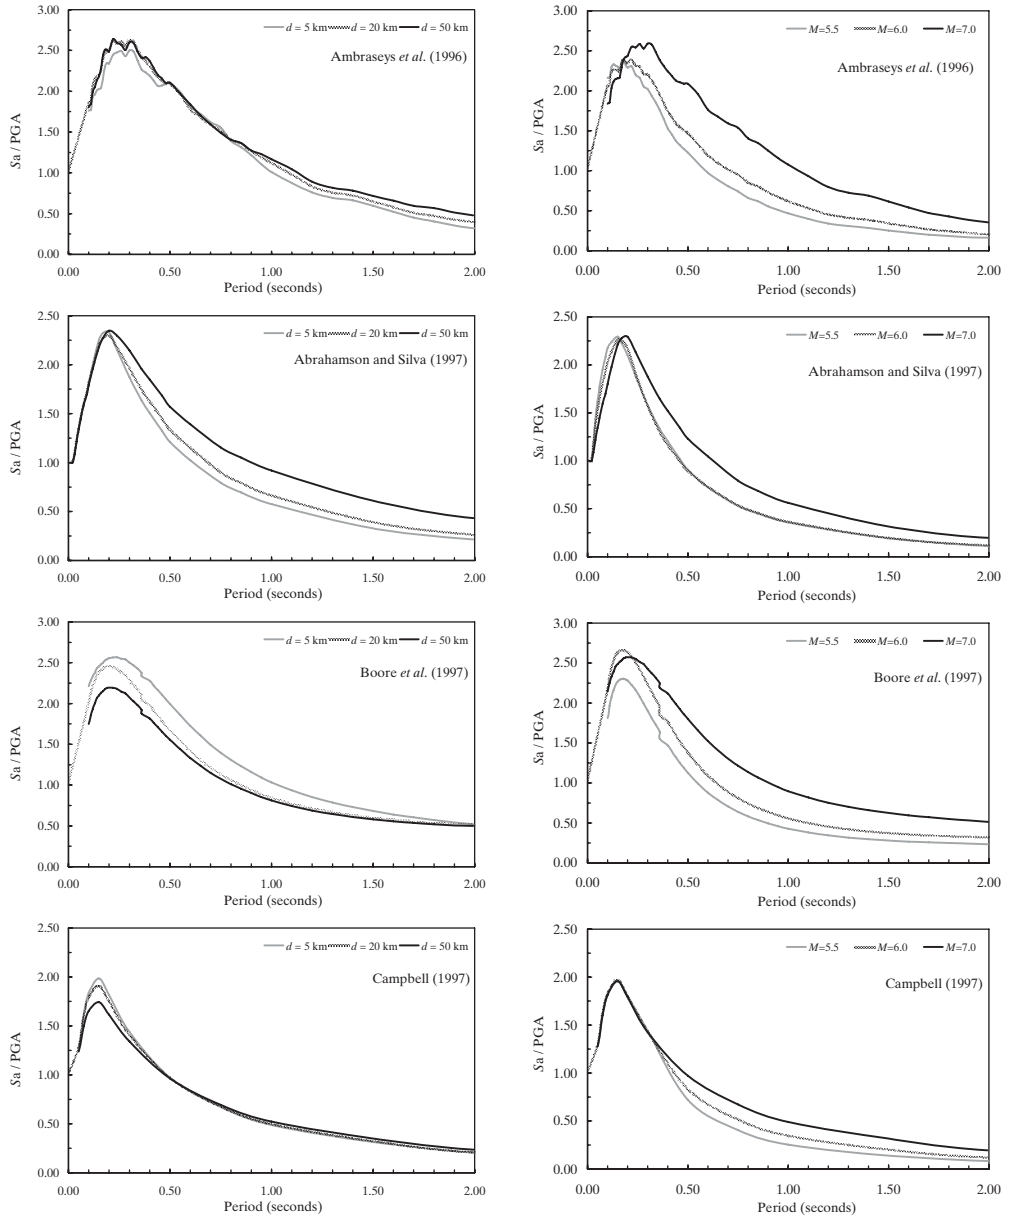 3.00
2.50
2.00
1.50
1.00
0.50
0.00
Sa / PGA
d = 5 km d = 20 km d = 50 km
Ambraseys et al. (1996)
0.00 0.50 1.00 1.50 2.00
Period (seconds)
3.00
2.50
2.00
1.50
1.00
0.50
0.00
Sa / PGA
M=5.5 M=6.0 M=7.0
Ambraseys et al. (1996)
0.00 0.50 1.00 1.50 2.00
Period (seconds)
2.50
2.00
1.50
1.00
0.50
0.00
Sa / PGA
d = 5 km d = 20 km d = 50 km
Abrahamson and Silva (1997)
0.00 0.50 1.00 1.50 2.00
Period (seconds)
2.50
2.00
1.50
1.00
0.50
0.00
Sa / PGA
M=5.5 M=6.0 M=7.0
Abrahamson and Silva (1997)
0.00 0.50 1.00 1.50 2.00
Period (seconds)
3.00
2.50
2.00
1.50
1.00
0.50
0.00
Sa / PGA
d = 5 km d = 20 km d = 50 km
Boore et al. (1997)
0.00 0.50 1.00 1.50 2.00
Period (seconds)
3.00
2.50
2.00
1.50
1.00
0.50
0.00
Sa / PGA
M=5.5 M=6.0 M=7.0
Boore et al. (1997)
0.00 0.50 1.00 1.50 2.00
Period (seconds)
2.50
2.00
1.50
1.00
0.50
0.00
Sa / PGA
d = 5 km d = 20 km d = 50 km
Campbell (1997)
0.00 0.50 1.00 1.50 2.00
Period (seconds)
2.50
2.00
1.50
1.00
0.50
0.00
Sa / PGA
M=5.5 M=6.0 M=7.0
Campbell (1997)
0.00 0.50 1.00 1.50 2.00
Period (seconds)